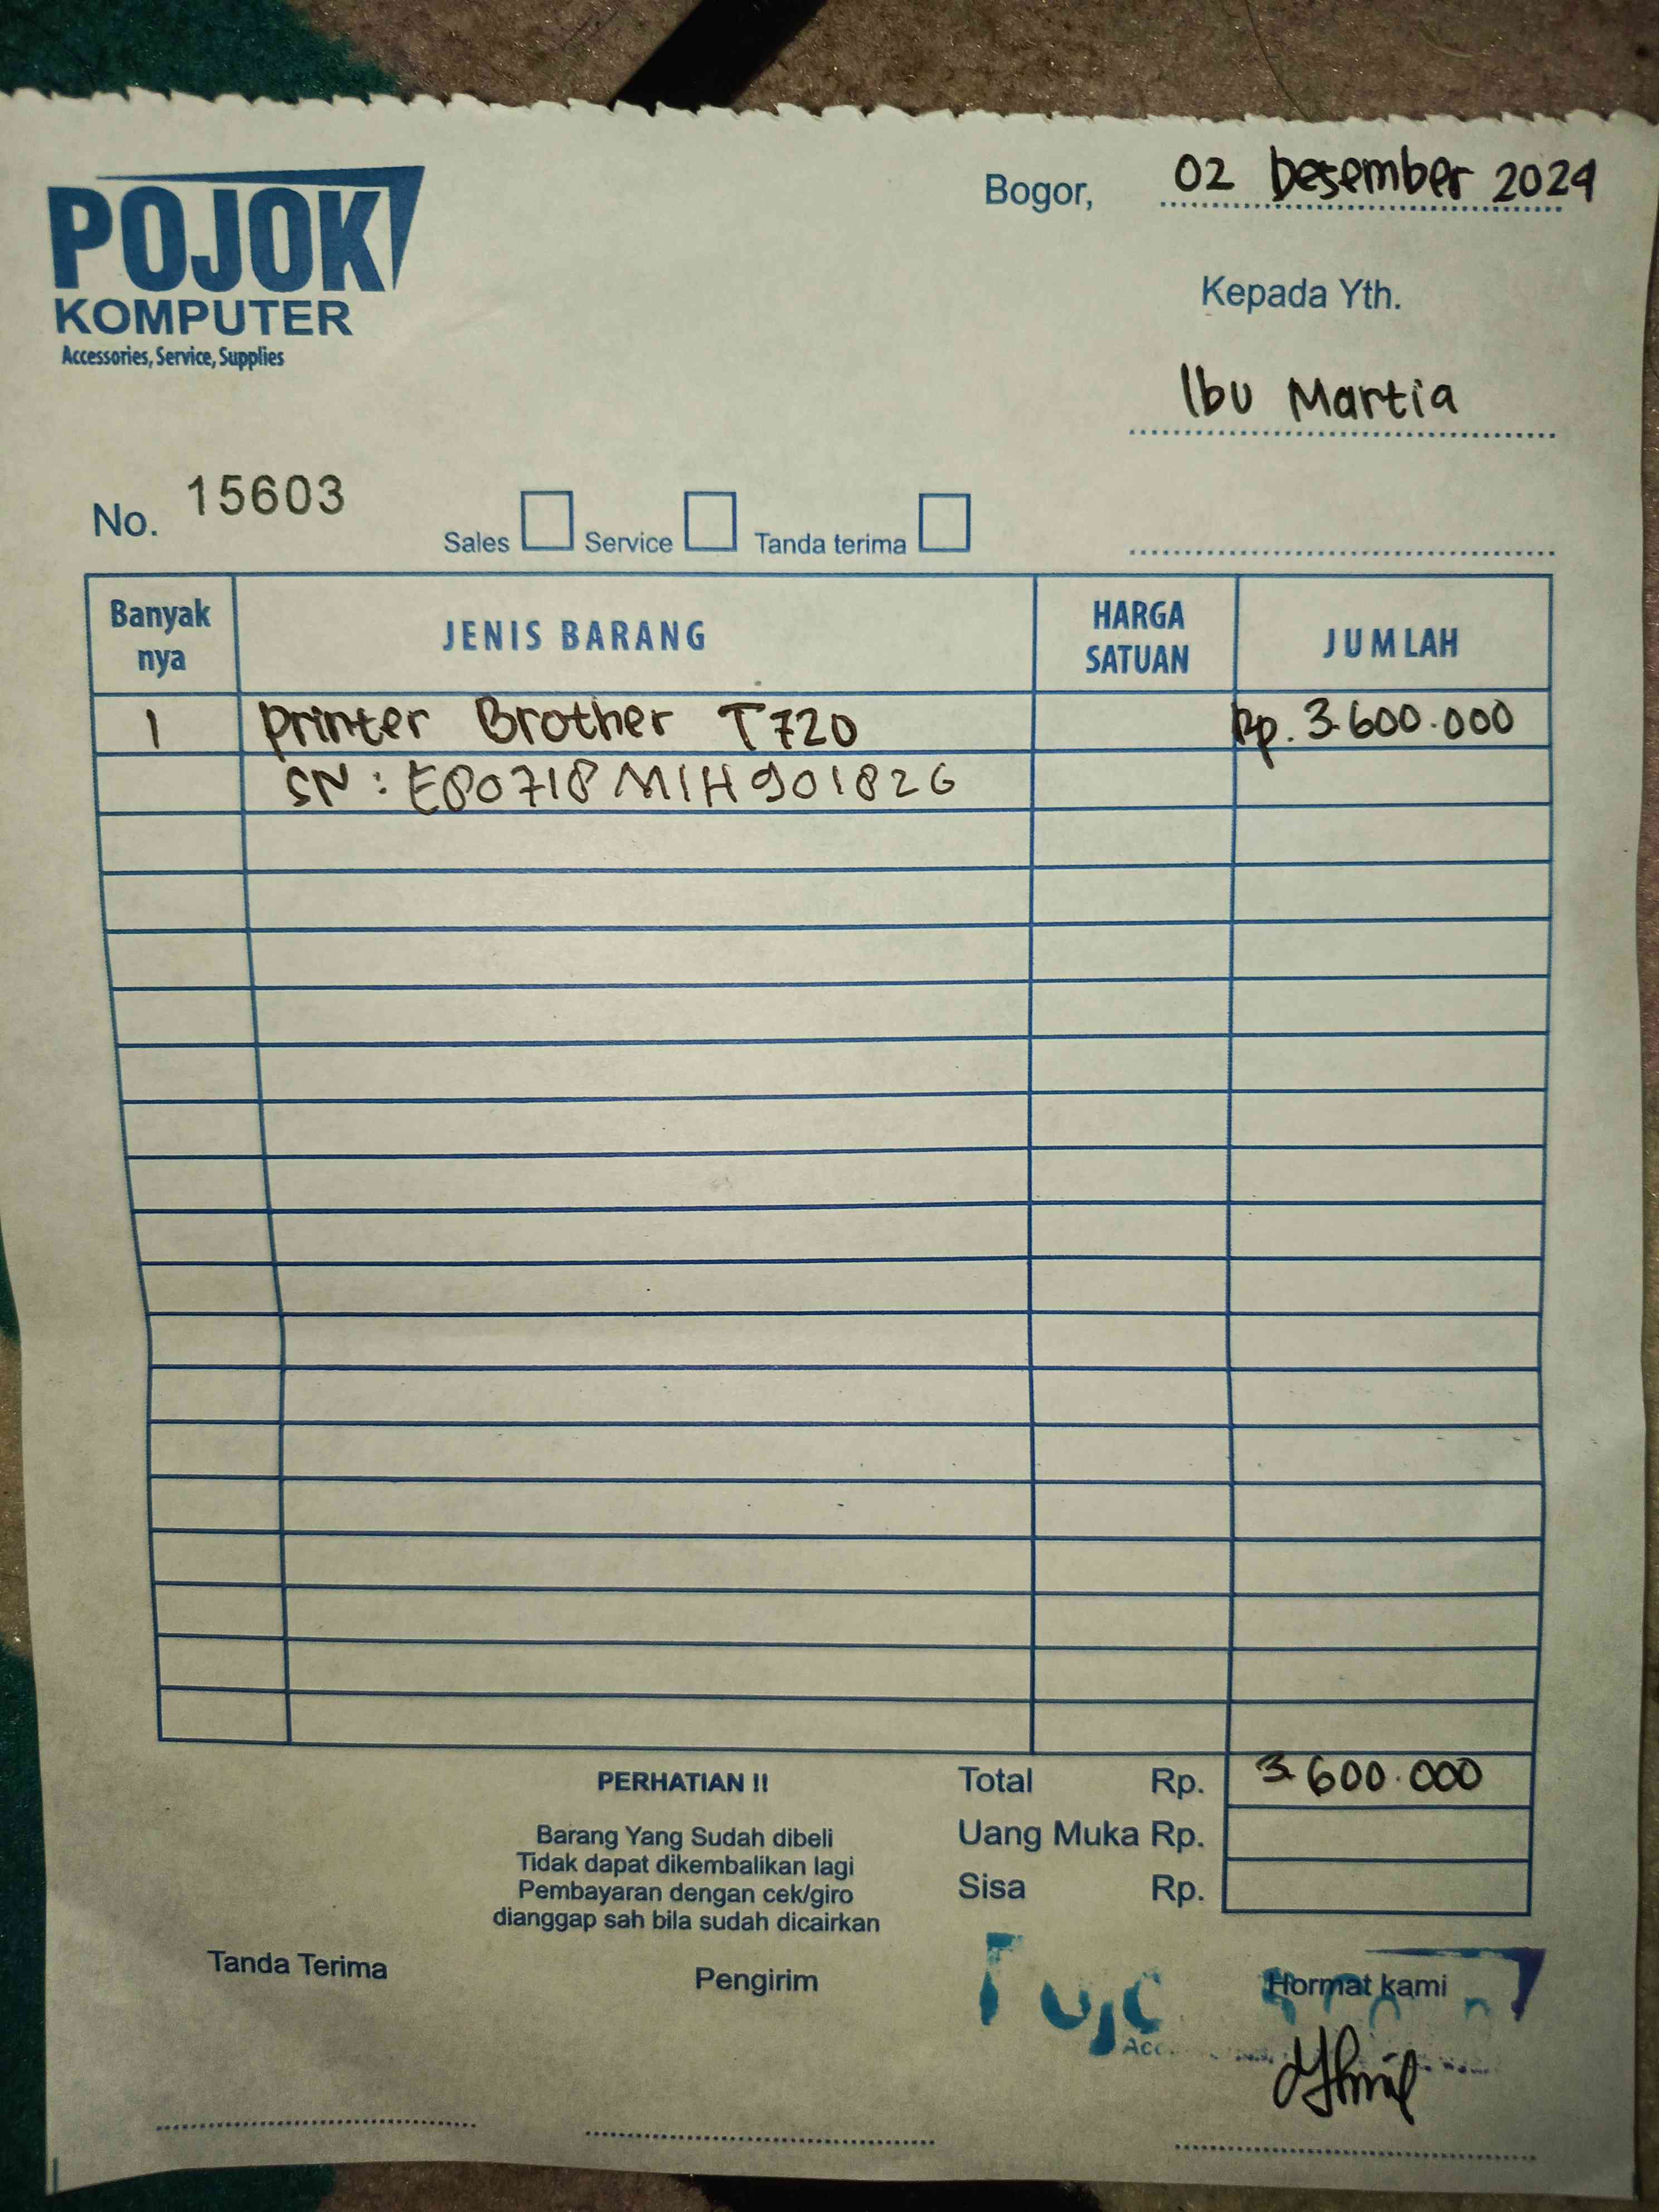 POJOK
KOMPUTER
Accessories, Service, Supplies
Bogor, 02 Desember 2024
Kepada Yth.
Ibu Martia
No. 15603
Sales Service Tanda terima
Banyak nya JENIS BARANG HARGA SATUAN JUMLAH
1 Printer Brother T720 Rp. 3.600.000
SN : E80718M1H901826
Total Rp. 3.600.000
Uang Muka Rp.
Sisa Rp.
PERHATIAN !!
Barang Yang Sudah dibeli
Tidak dapat dikembalikan lagi
Pembayaran dengan cek/giro
dianggap sah bila sudah dicairkan
Tanda Terima Pengirim Hormat kami